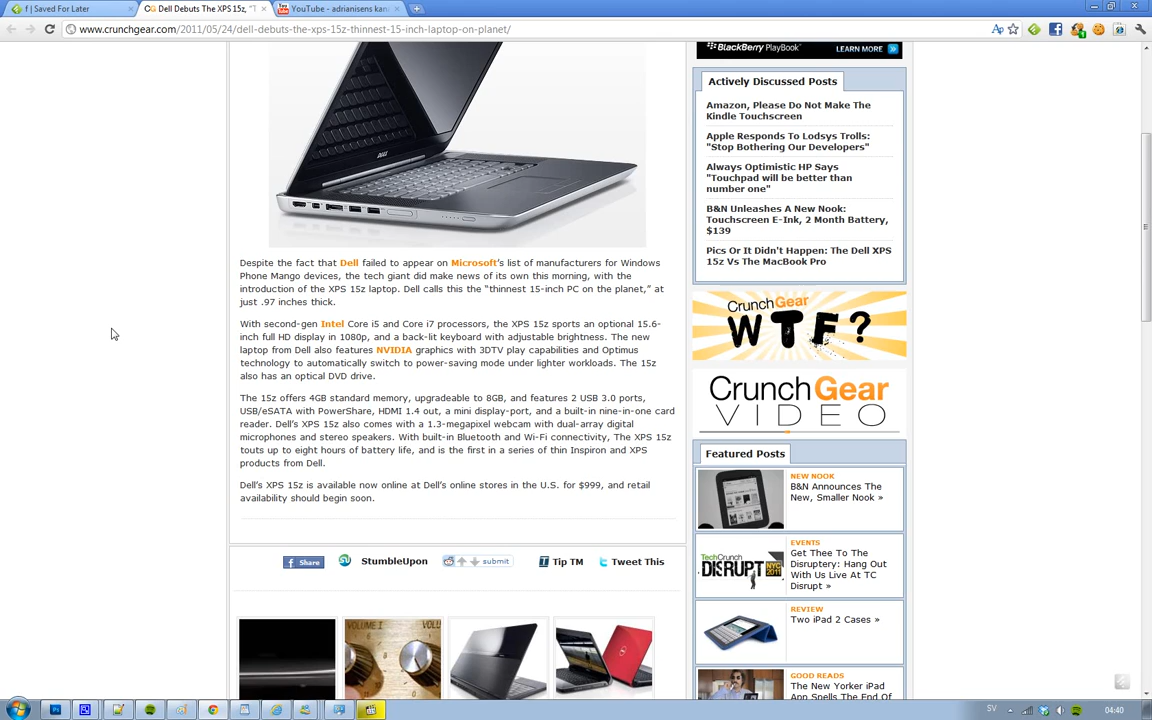 f | Saved For Later
CG Dell Debuts The XPS 15z, "T
YouTube - adrianisens kan
www.crunchgear.com/2011/05/24/dell-debuts-the-xps-15z-thinnest-15-inch-laptop-on-planet/
BlackBerry PlayBook LEARN MORE »
DELL
Actively Discussed Posts
Amazon, Please Do Not Make The
Kindle Touchscreen
Apple Responds To Lodsys Trolls:
"Stop Bothering Our Developers"
Always Optimistic HP Says
"Touchpad will be better than
number one"
B&N Unleashes A New Nook:
Touchscreen E-Ink, 2 Month Battery,
$139
Pics Or It Didn't Happen: The Dell XPS
15z Vs The MacBook Pro
Despite the fact that Dell failed to appear on Microsoft's list of manufacturers for Windows
Phone Mango devices, the tech giant did make news of its own this morning, with the
introduction of the XPS 15z laptop. Dell calls this the “thinnest 15-inch PC on the planet,” at
just .97 inches thick.
With second-gen Intel Core i5 and Core i7 processors, the XPS 15z sports an optional 15.6-
inch full HD display in 1080p, and a back-lit keyboard with adjustable brightness. The new
laptop from Dell also features NVIDIA graphics with 3DTV play capabilities and Optimus
technology to automatically switch to power-saving mode under lighter workloads. The 15z
also has an optical DVD drive.
The 15z offers 4GB standard memory, upgradeable to 8GB, and features 2 USB 3.0 ports,
USB/eSATA with PowerShare, HDMI 1.4 out, a mini display-port, and a built-in nine-in-one card
reader. Dell's XPS 15z also comes with a 1.3-megapixel webcam with dual-array digital
microphones and stereo speakers. With built-in Bluetooth and Wi-Fi connectivity, The XPS 15z
touts up to eight hours of battery life, and is the first in a series of thin Inspiron and XPS
products from Dell.
Dell's XPS 15z is available now online at Dell's online stores in the U.S. for $999, and retail
availability should begin soon.
f Share
StumbleUpon
submit
Tip TM
Tweet This
CrunchGear
WTF?
CrunchGear
VIDEO
Featured Posts
NEW NOOK
B&N Announces The
New, Smaller Nook »
TechCrunch
DISRUPT NYC 2011
EVENTS
Get Thee To The
Disruptery: Hang Out
With Us Live At TC
Disrupt »
REVIEW
Two iPad 2 Cases »
GOOD READS
The New Yorker iPad
App Spells The End Of
VOLUME I
VOLU
SV
04:40